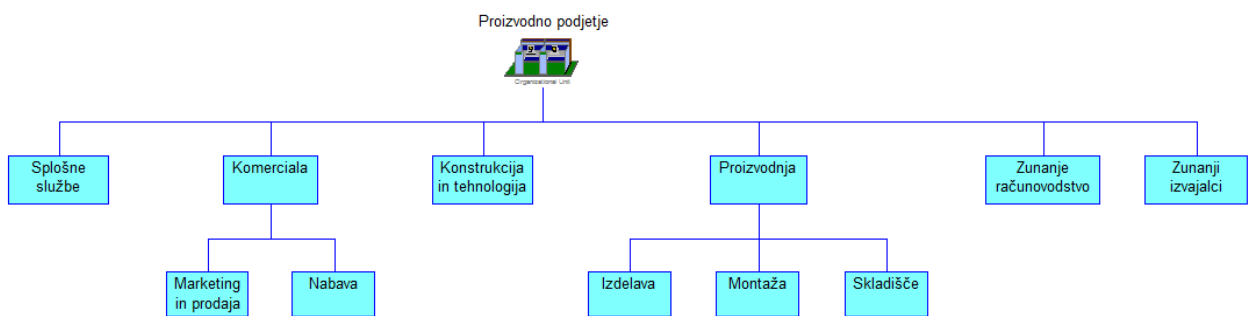 Proizvodno podjetje
Organizational Unit
Splošne
službe
Komerciala
Konstrukcija
in tehnologija
Proizvodnja
Zunanje
računovodstvo
Zunanji
izvajalci
Marketing
in prodaja
Nabava
Izdelava
Montaža
Skladišče